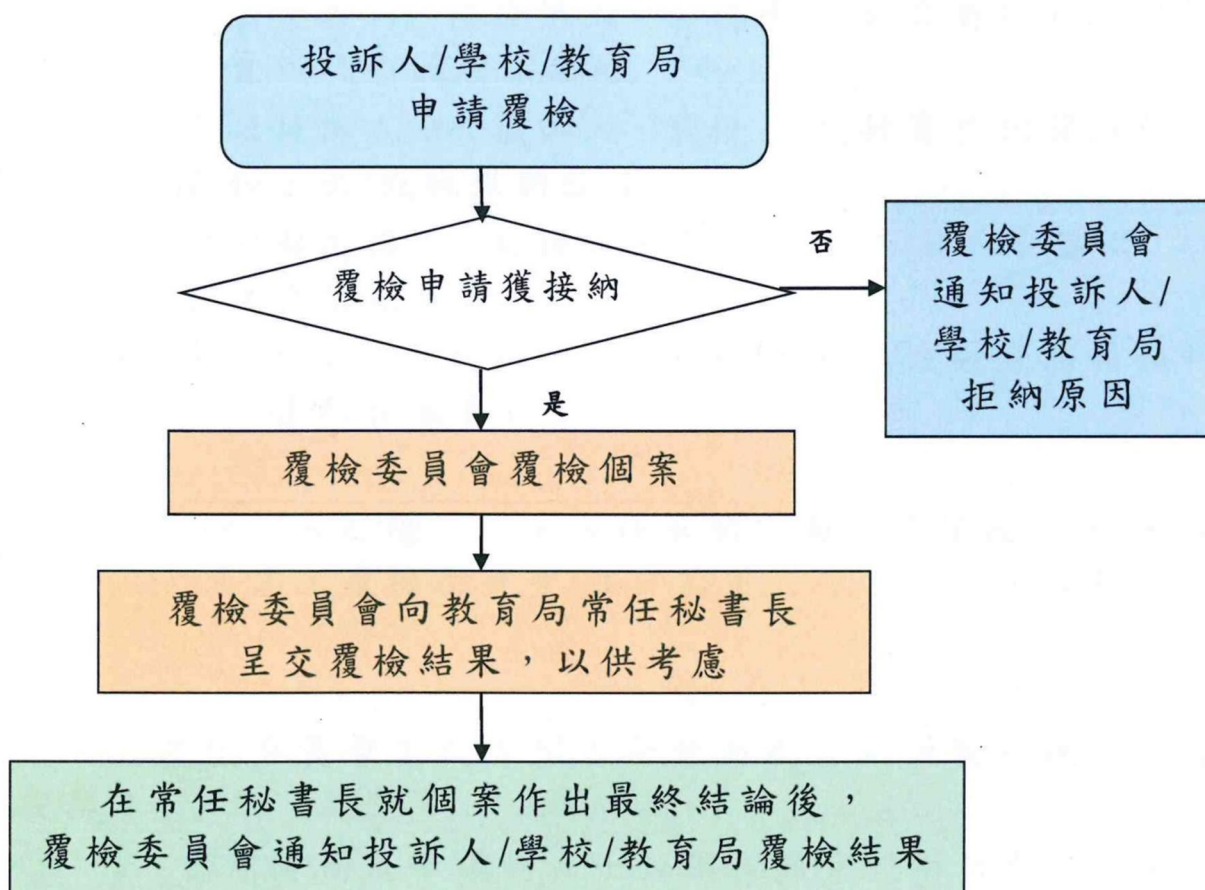 投訴人/學校/教育局
申請覆檢
覆檢申請獲接納
否
覆檢委員會
通知投訴人/
學校/教育局
拒納原因
是
覆檢委員會覆檢個案
覆檢委員會向教育局常任秘書長
呈交覆檢結果，以供考慮
在常任秘書長就個案作出最終結論後，
覆檢委員會通知投訴人/學校/教育局覆檢結果